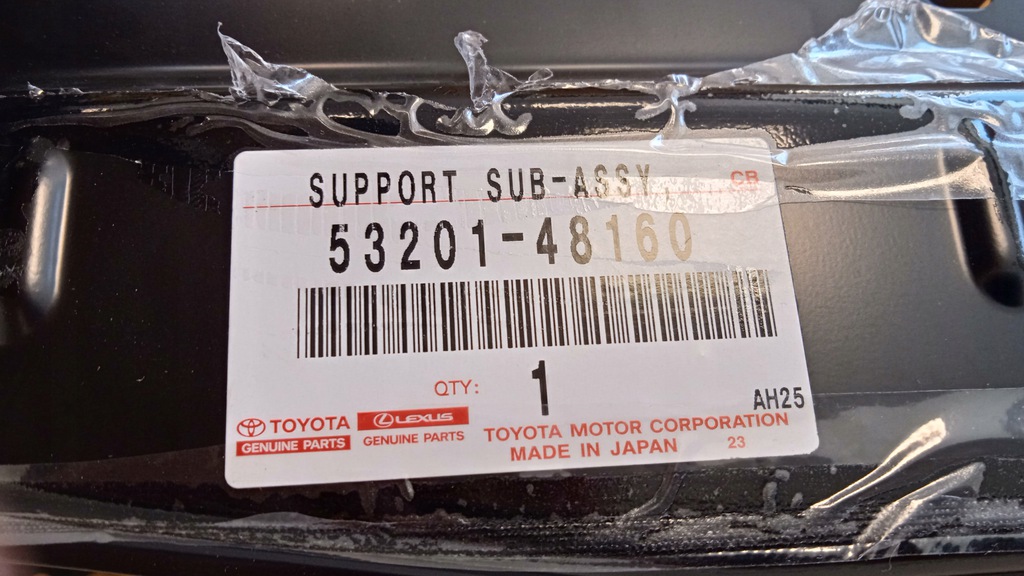 SUPPORT SUB-ASSY CB
53201-48160
QTY: 1
AH25
TOYOTA LEXUS
GENUINE PARTS GENUINE PARTS
TOYOTA MOTOR CORPORATION
MADE IN JAPAN 23